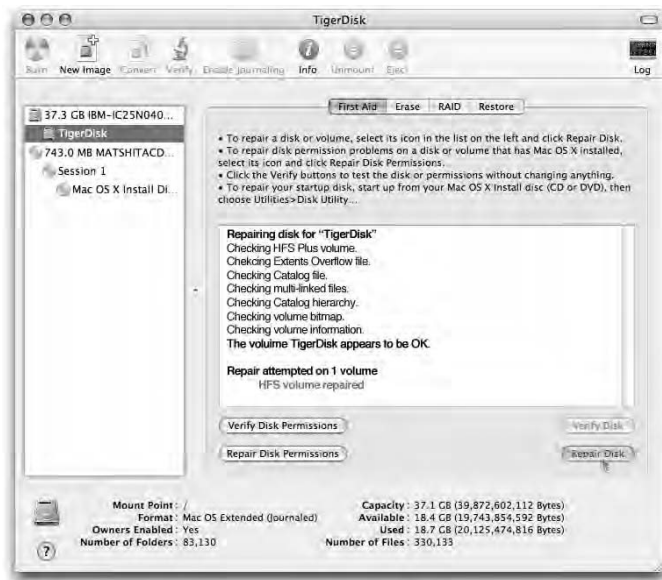 TigerDisk
Burn New Image Convert Verify Enable Journaling Info Unmount Eject Log
37.3 GB IBM-IC25N040...
TigerDisk
743.0 MB MATSHITACD...
Session 1
Mac OS X Install Di...
First Aid Erase RAID Restore
• To repair a disk or volume, select its icon in the list on the left and click Repair Disk.
• To repair disk permission problems on a disk or volume that has Mac OS X installed,
select its icon and click Repair Disk Permissions.
• Click the Verify buttons to test the disk or permissions without changing anything.
• To repair your startup disk, start up from your Mac OS X Install disc (CD or DVD), then
choose Utilities>Disk Utility...
Repairing disk for “TigerDisk”
Checking HFS Plus volume.
Chekcing Extents Overflow file.
Checking Catalog file.
Checking multi-linked files.
Checking Catalog hierarchy.
Checking volume bitmap.
Checking volume information.
The voluime TigerDisk appears to be OK.
Repair attempted on 1 volume
HFS volume repaired
Verify Disk Permissions Verify Disk
Repair Disk Permissions Repair Disk
Mount Point : / Capacity : 37.1 GB (39,872,602,112 Bytes)
Format : Mac OS Extended (Journaled) Available : 18.4 GB (19,743,854,592 Bytes)
Owners Enabled : Yes Used : 18.7 GB (20,125,474,816 Bytes)
Number of Folders : 83,130 Number of Files : 330,133
?